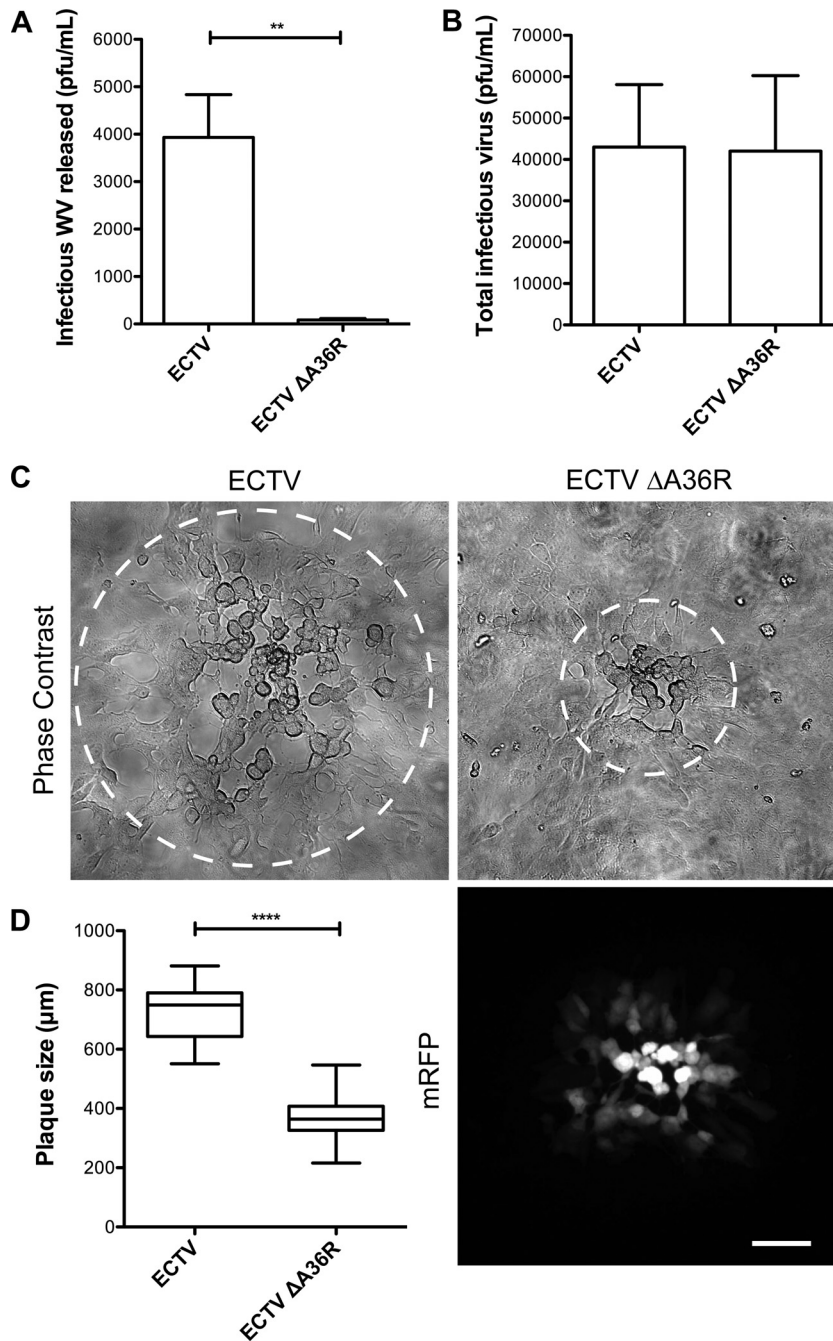 A
Infectious WV released (pfu/mL)
6000
5000
4000
3000
2000
1000
0
**
ECTV
ECTV ΔA36R
B
Total infectious virus (pfu/mL)
70000
60000
50000
40000
30000
20000
10000
0
ECTV
ECTV ΔA36R
C
ECTV
ECTV ΔA36R
Phase Contrast
D
Plaque size (µm)
1000
800
600
400
200
0
****
ECTV
ECTV ΔA36R
mRFP